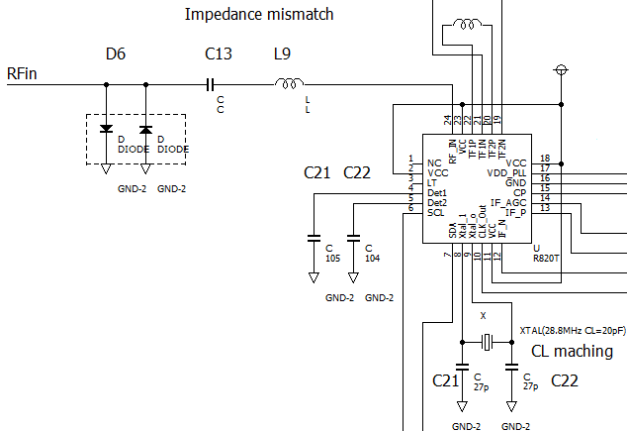 Impedance mismatch
D6
C13
L9
RFin
C
C
L
L
D
DIODE
D
DIODE
GND-2
GND-2
24
23
22
21
20
19
RF_IN
VCC
TF1P
TF1N
TF2P
TF2N
1
2
3
4
5
6
NC
VCC
LT
Det1
Det2
SCL
VCC
VDD_PLL
GND
CP
IF_AGC
IF_P
18
17
16
15
14
13
SDA
Xtal_1
Xtal_o
CLK_Out
VCC
IF_N
7
8
9
10
11
12
U
R820T
C21
C22
C
105
C
104
GND-2
GND-2
X
XTAL(28.8MHz CL=20pF)
CL maching
C21
C
27p
C
27p
C22
GND-2
GND-2